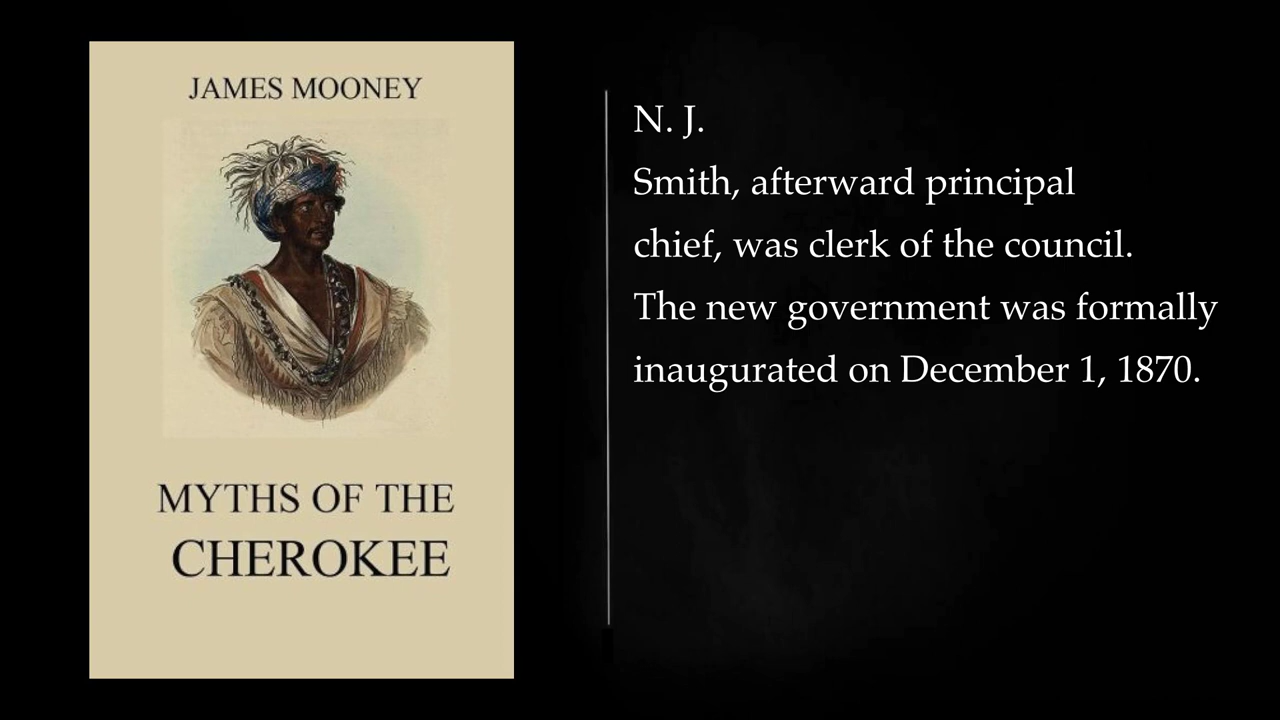 JAMES MOONEY
MYTHS OF THE
CHEROKEE
N. J.
Smith, afterward principal
chief, was clerk of the council.
The new government was formally
inaugurated on December 1, 1870.